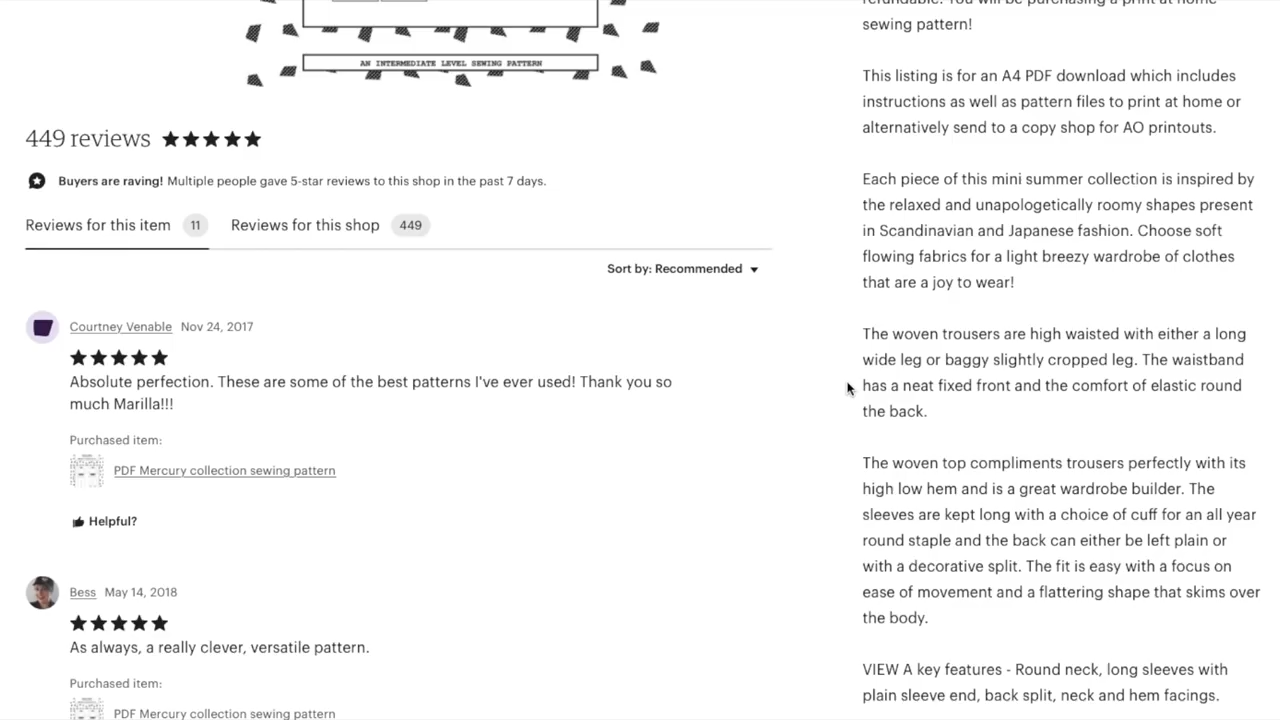 AN INTERMEDIATE LEVEL SEWING PATTERN
449 reviews
Buyers are raving! Multiple people gave 5-star reviews to this shop in the past 7 days.
Reviews for this item 11 Reviews for this shop 449
Sort by: Recommended
Courtney Venable Nov 24, 2017
Absolute perfection. These are some of the best patterns I've ever used! Thank you so
much Marilla!!!
Purchased item:
PDF Mercury collection sewing pattern
Helpful?
Bess May 14, 2018
As always, a really clever, versatile pattern.
Purchased item:
PDF Mercury collection sewing pattern
refundable. You will be purchasing a print at home
sewing pattern!
This listing is for an A4 PDF download which includes
instructions as well as pattern files to print at home or
alternatively send to a copy shop for AO printouts.
Each piece of this mini summer collection is inspired by
the relaxed and unapologetically roomy shapes present
in Scandinavian and Japanese fashion. Choose soft
flowing fabrics for a light breezy wardrobe of clothes
that are a joy to wear!
The woven trousers are high waisted with either a long
wide leg or baggy slightly cropped leg. The waistband
has a neat fixed front and the comfort of elastic round
the back.
The woven top compliments trousers perfectly with its
high low hem and is a great wardrobe builder. The
sleeves are kept long with a choice of cuff for an all year
round staple and the back can either be left plain or
with a decorative split. The fit is easy with a focus on
ease of movement and a flattering shape that skims over
the body.
VIEW A key features - Round neck, long sleeves with
plain sleeve end, back split, neck and hem facings.